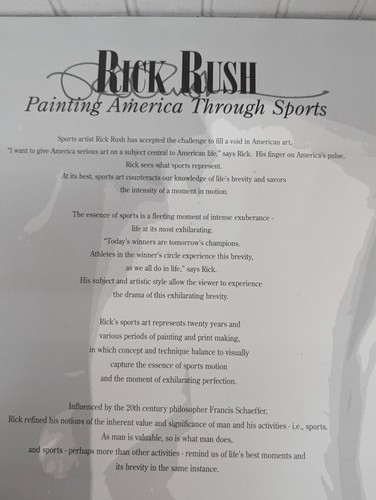 RICK RUSH
Painting America Through Sports
Sports artist Rick Rush has accepted the challenge to fill a void in American art.
"I want to give America serious art on a subject central to American life," says Rick. His finger on America's pulse,
Rick sees what sports represent.
At its best, sports art counteracts our knowledge of life's brevity and savors
the intensity of a moment in motion.
The essence of sports is a fleeting moment of intense exuberance -
life at its most exhilarating.
"Today's winners are tomorrow's champions.
Athletes in the winner's circle experience this brevity,
as we all do in life," says Rick.
His subject and artistic style allow the viewer to experience
the drama of this exhilarating brevity.
Rick's sports art represents twenty years and
various periods of painting and print making,
in which concept and technique balance to visually
capture the essence of sports motion
and the moment of exhilarating perfection.
Influenced by the 20th century philosopher Francis Schaeffer,
Rick refined his notions of the inherent value and significance of man and his activities - i.e., sports.
As man is valuable, so is what man does,
and sports - perhaps more than other activities - remind us of life's best moments and
its brevity in the same instance.